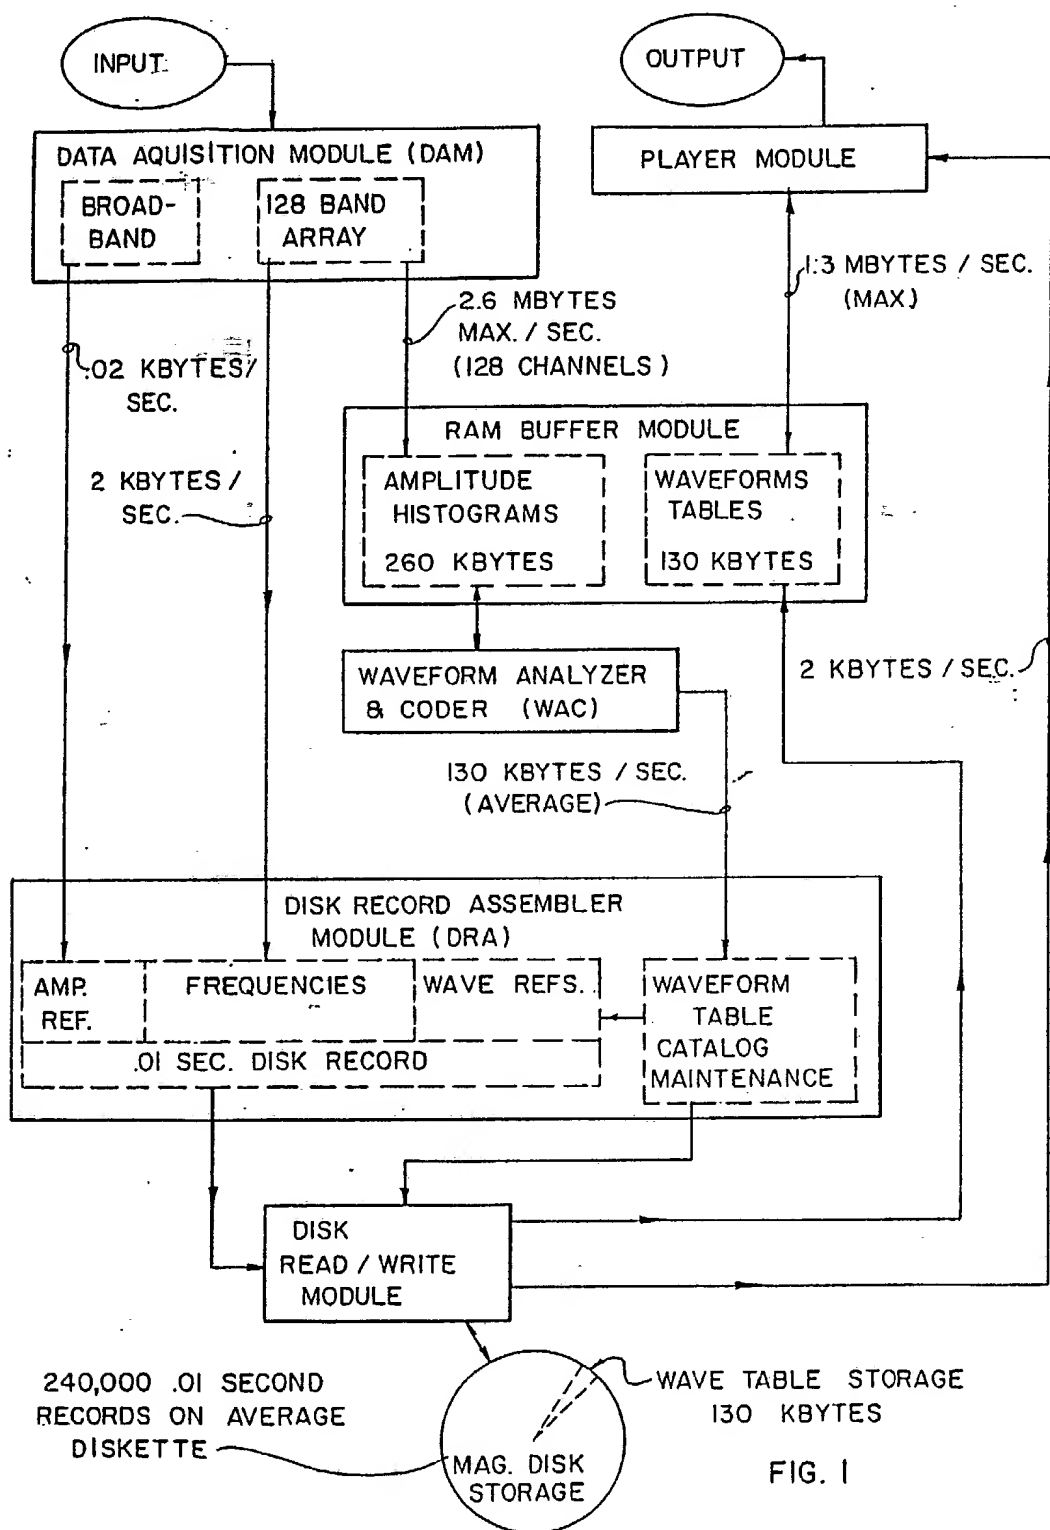 INPUT
OUTPUT
DATA AQUISITION MODULE (DAM)
BROAD-
BAND
128 BAND
ARRAY
PLAYER MODULE
2.6 MBYTES
MAX. / SEC.
(128 CHANNELS)
1.3 MBYTES / SEC.
(MAX.)
.02 KBYTES/
SEC.
2 KBYTES /
SEC.
RAM BUFFER MODULE
AMPLITUDE
HISTOGRAMS
260 KBYTES
WAVEFORMS
TABLES
130 KBYTES
WAVEFORM ANALYZER
& CODER (WAC)
2 KBYTES / SEC.
130 KBYTES / SEC.
(AVERAGE)
DISK RECORD ASSEMBLER
MODULE (DRA)
AMP.
REF.
FREQUENCIES
WAVE REFS.
.01 SEC. DISK RECORD
WAVEFORM
TABLE
CATALOG
MAINTENANCE
DISK
READ / WRITE
MODULE
240,000 .01 SECOND
RECORDS ON AVERAGE
DISKETTE
WAVE TABLE STORAGE
130 KBYTES
MAG. DISK
STORAGE
FIG. 1